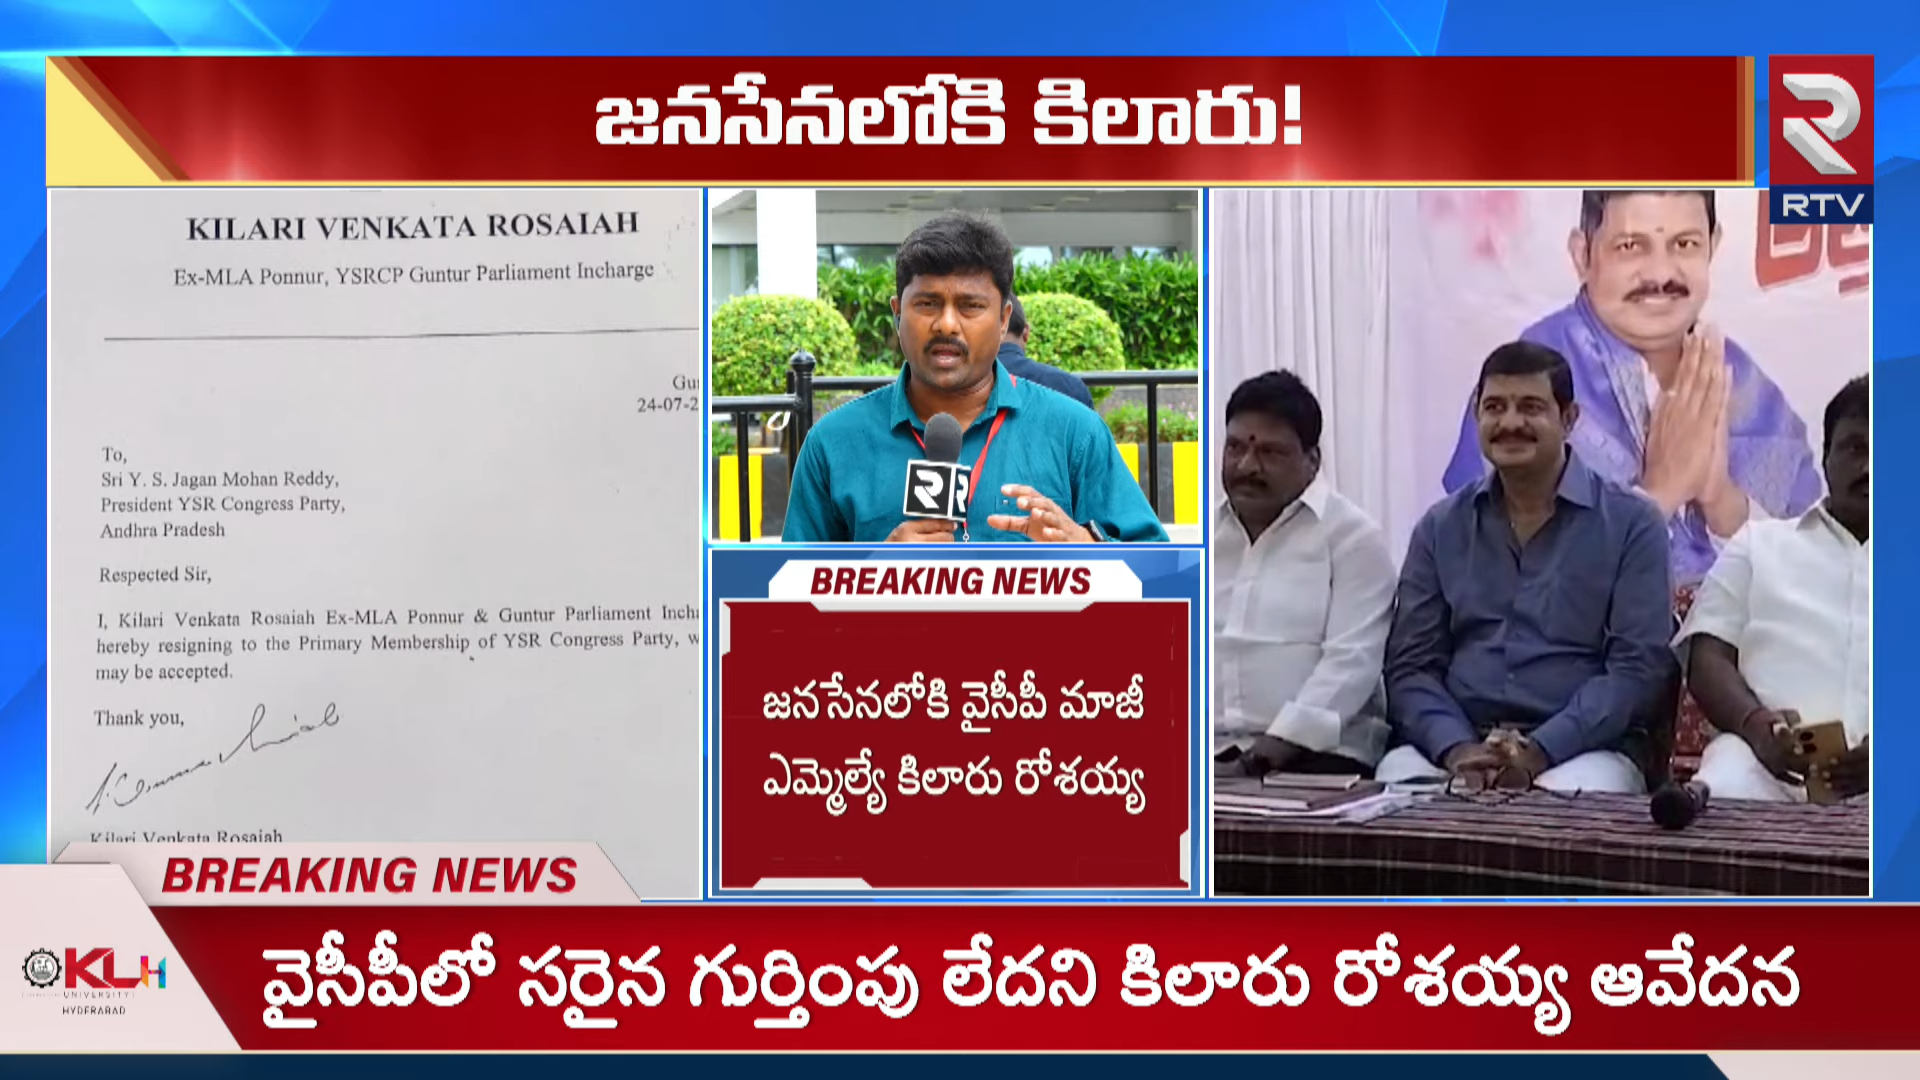 జనసేనలోకి కిలారు!
RTV
KILARI VENKATA ROSAIAH
Ex-MLA Ponnur, YSRCP Guntur Parliament Incharge
24-07-2
To,
Sri Y. S. Jagan Mohan Reddy,
President YSR Congress Party,
Andhra Pradesh
Respected Sir,
I, Kilari Venkata Rosaiah Ex-MLA Ponnur & Guntur Parliament
hereby resigning to the Primary Membership of YSR Congress Party,
may be accepted.
Thank you,
Kilari Venkata Rosaiah
BREAKING NEWS
జనసేనలోకి వైసీపీ మాజీ
ఎమ్మెల్యే కిలారు రోశయ్య
BREAKING NEWS
వైసీపీలో సరైన గుర్తింపు లేదని కిలారు రోశయ్య ఆవేదన
KLH
UNIVERSITY
HYDERABAD